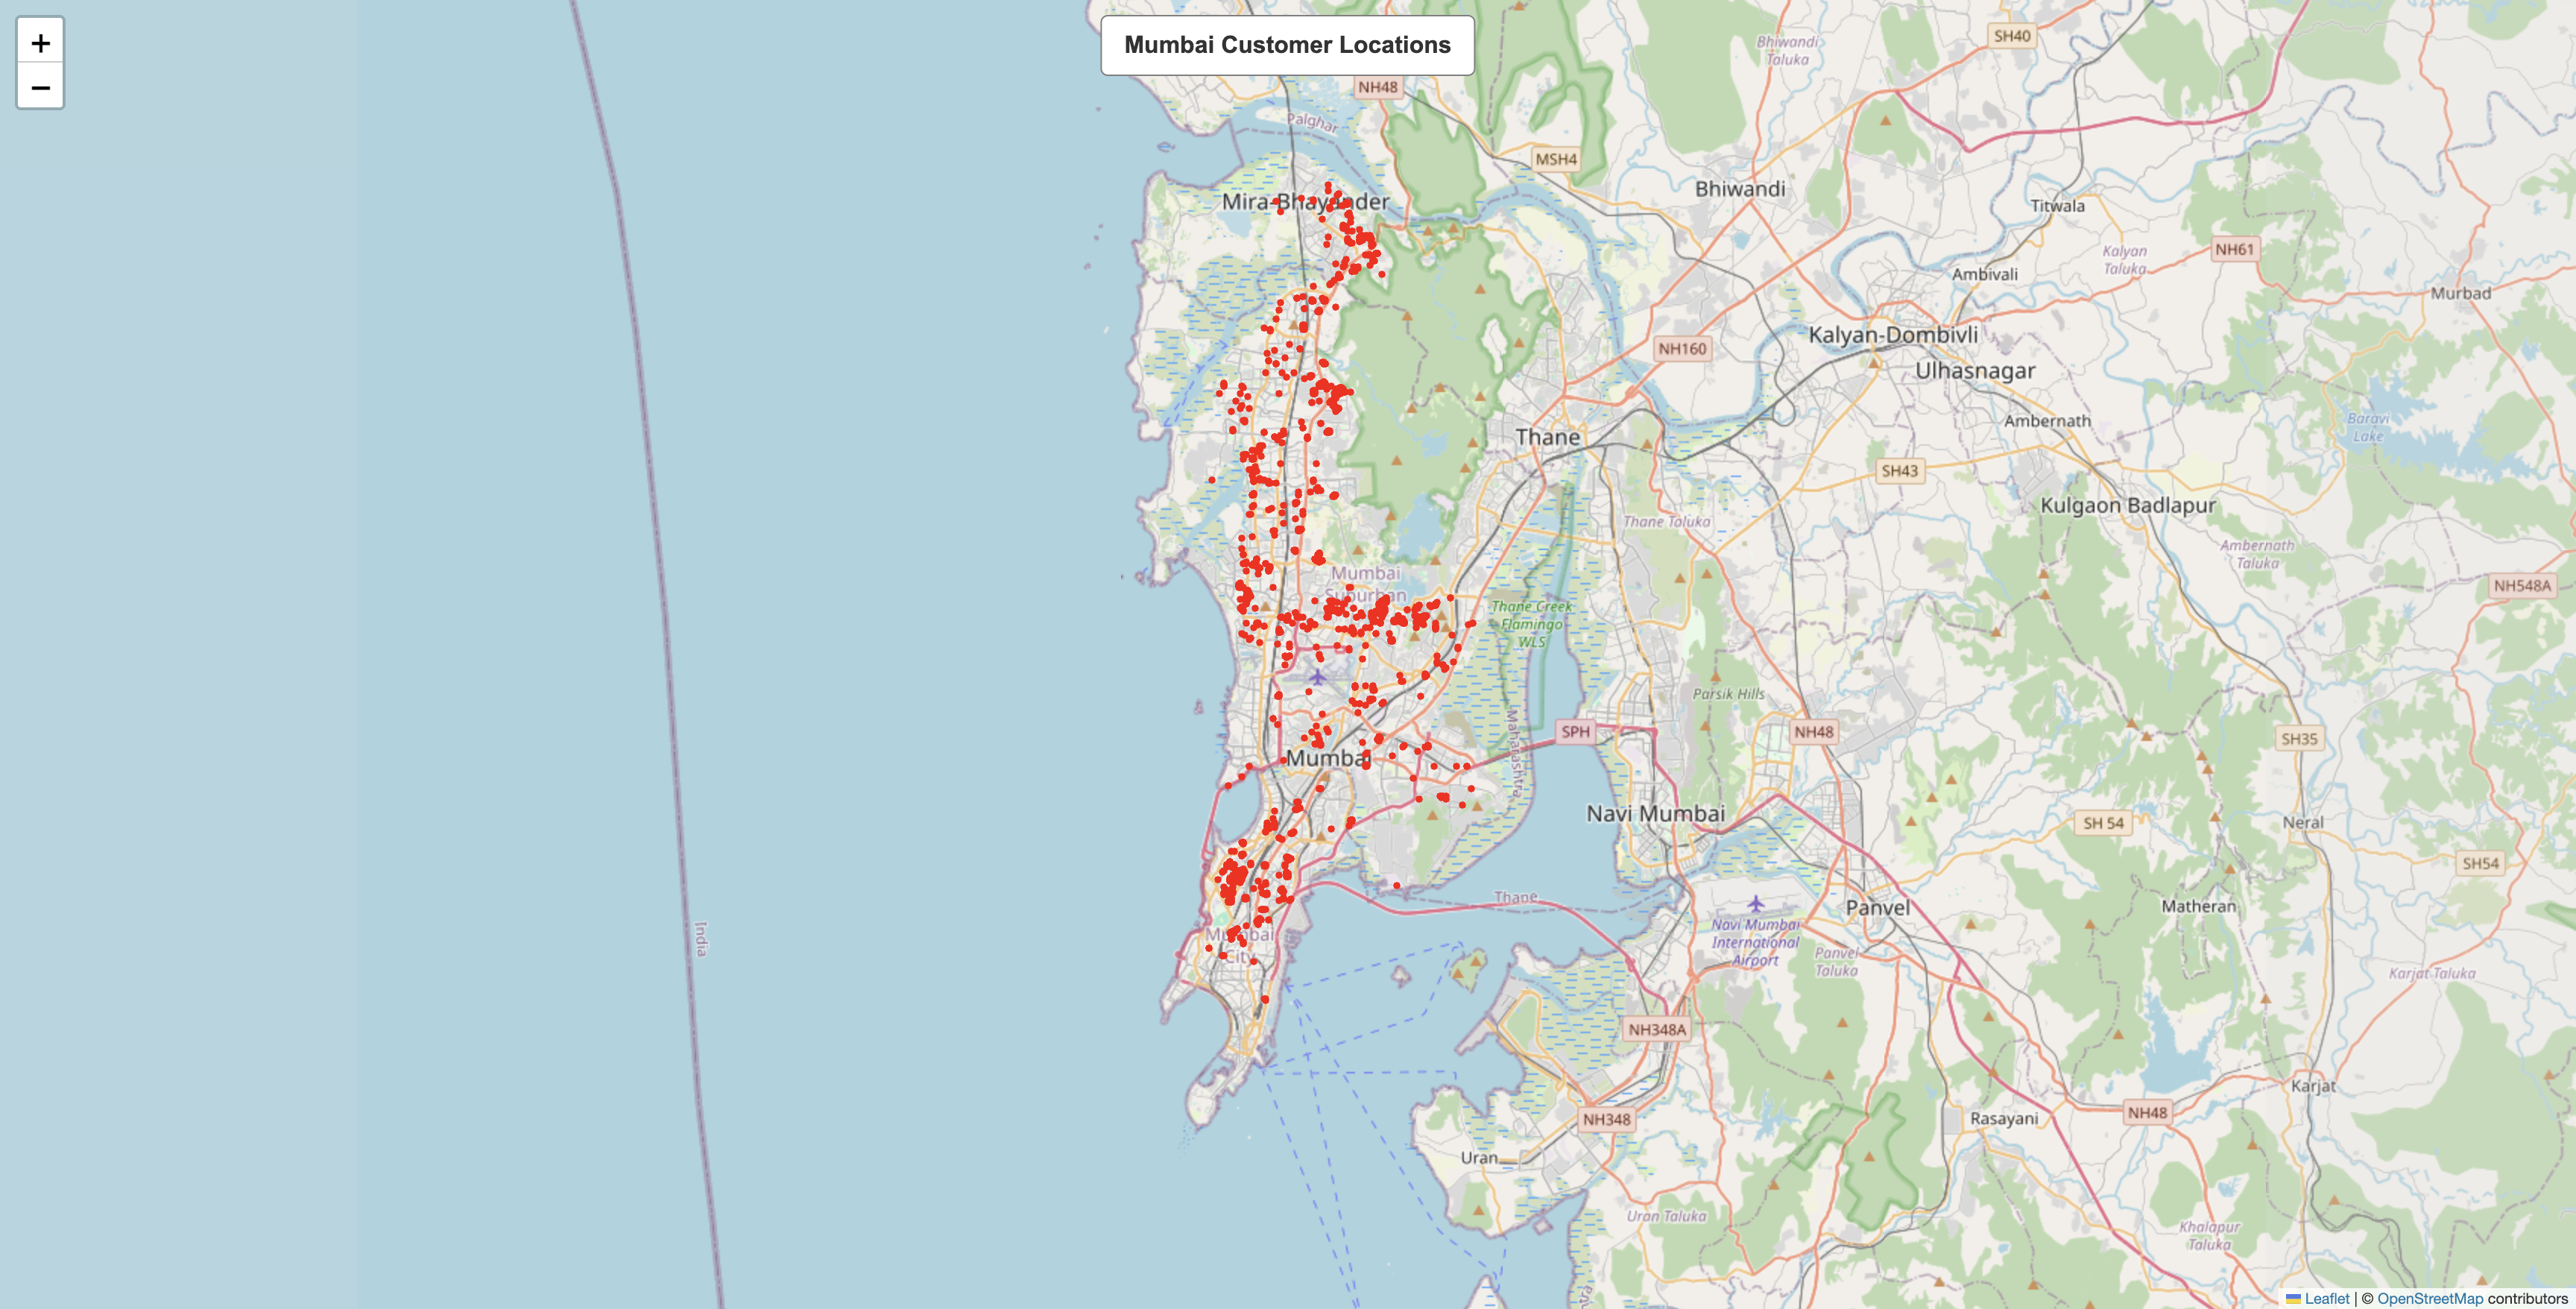 +
−
Mumbai Customer Locations
SH40
Bhiwandi
Taluka
NH48
Palghar
MSH4
Bhiwandi
Mira-Bhayander
Titwala
Kalyan
Taluka
NH61
Ambivali
Murbad
Kalyan-Dombivli
NH160
Ulhasnagar
Ambernath
Baravi
Lake
Thane
SH43
Kulgaon Badlapur
Thane Taluka
Ambernath
Taluka
Mumbai
Suburban
NH548A
Thane Creek
Flamingo
WLS
Parsik Hills
Maharashtra
SPH
NH48
SH35
Mumbai
Navi Mumbai
SH 54
Neral
SH54
Thane
Panvel
Matheran
India
Mumbai
City
Navi Mumbai
International
Airport
Panvel
Taluka
Karjat Taluka
NH348A
Karjat
NH348
Rasayani
NH48
Uran
Uran Taluka
Khalapur
Taluka
Leaflet | © OpenStreetMap contributors